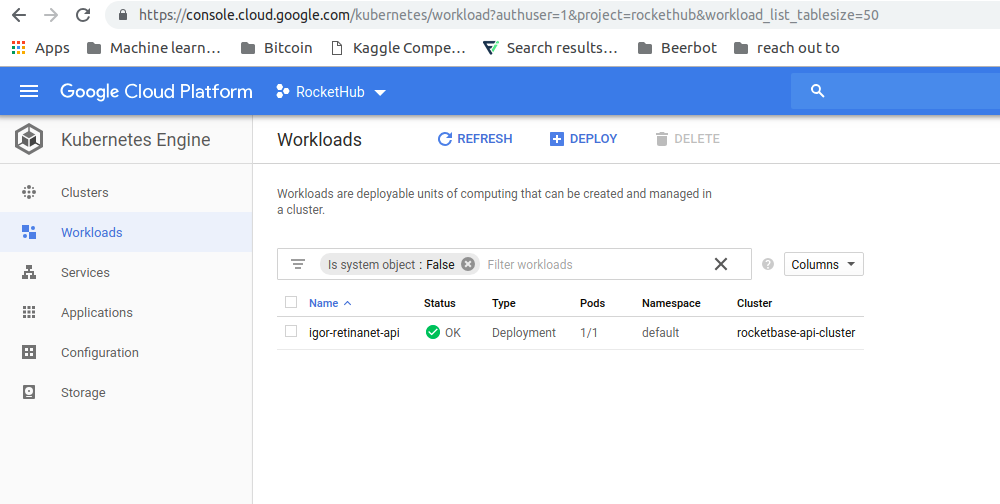 https://console.cloud.google.com/kubernetes/workload?authuser=1&project=rockethub&workload_list_tablesize=50
Apps Machine learn... Bitcoin Kaggle Compe... Search results... Beerbot reach out to
Google Cloud Platform RocketHub
Kubernetes Engine Workloads REFRESH DEPLOY DELETE
Clusters
Workloads
Services
Applications
Configuration
Storage
Workloads are deployable units of computing that can be created and managed in
a cluster.
Is system object : False Filter workloads Columns
Name Status Type Pods Namespace Cluster
igor-retinanet-api OK Deployment 1/1 default rocketbase-api-cluster